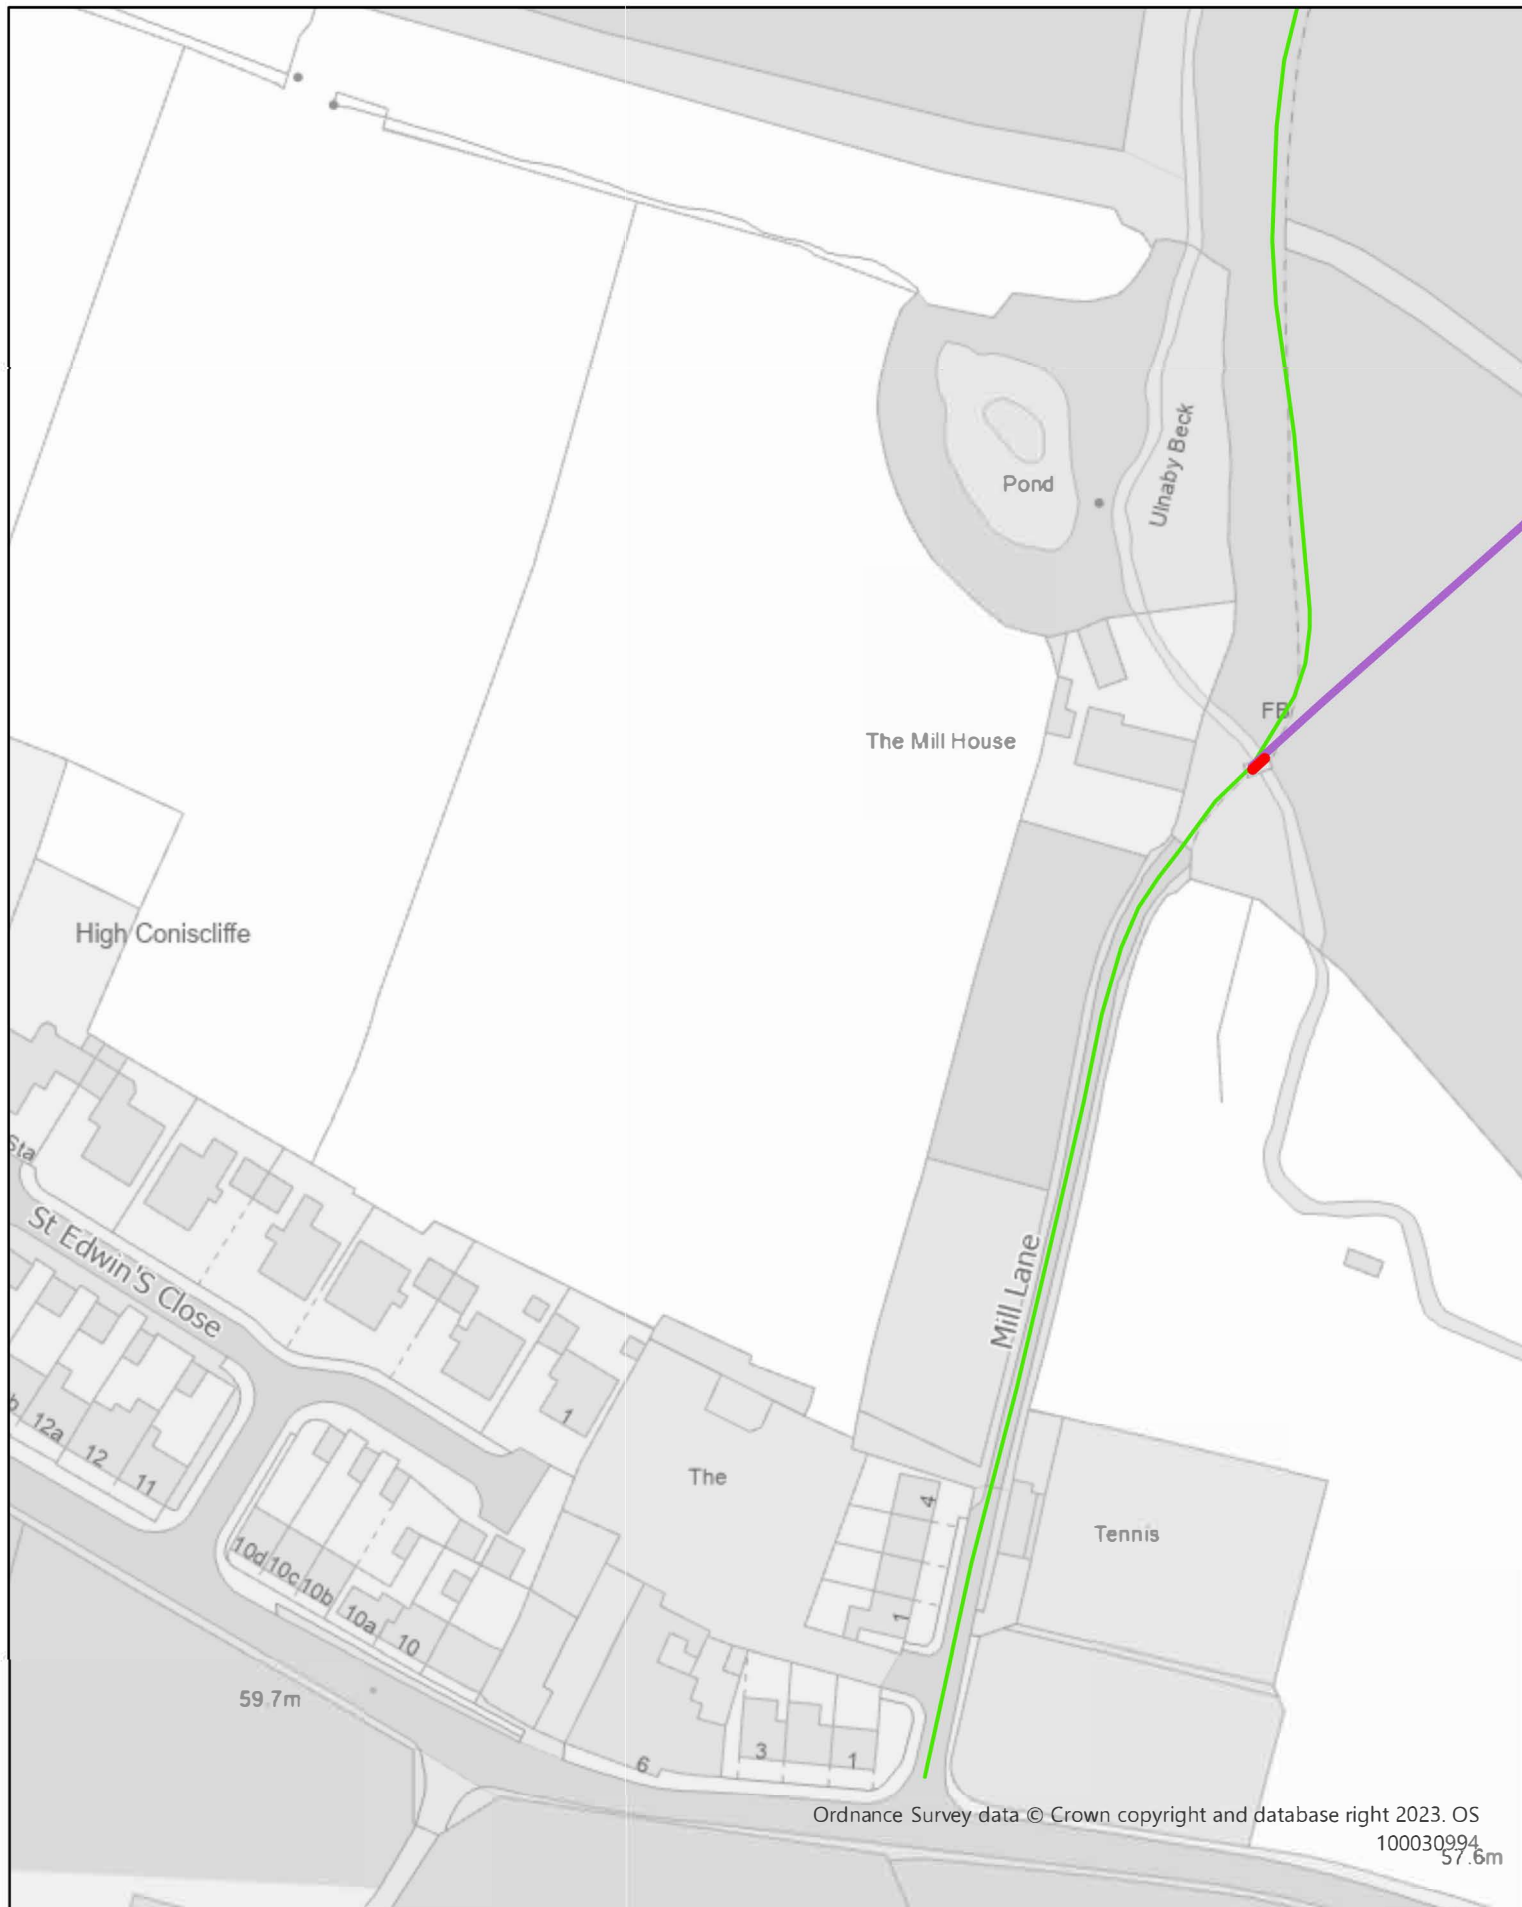 Pond
Ulnaby Beck
FB
The Mill House
High Coniscliffe
Sta
St Edwin'S Close
Mill Lane
1
12a
12
11
The
4
Tennis
10d
10c
10b
10a
10
1
59.7m
6
3
1
Ordnance Survey data © Crown copyright and database right 2023. OS
100030994
57.6m